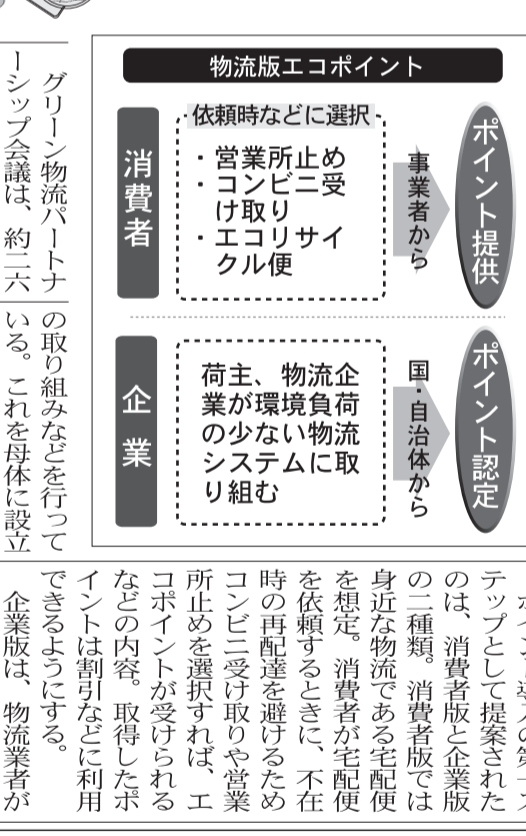 物流版エコポイント
消費者
依頼時などに選択
・営業所止め
・コンビニ受
け取り
・エコリサイ
クル便
事業者から
ポイント提供
企業
荷主、物流企
業が環境負荷
の少ない物流
システムに取
り組む
国・自治体から
ポイント認定
グリーン物流パートナ
ーシップ会議は、約二六
の取り組みなどを行って
いる。これを母体に設立
テップとして提案された
のは、消費者版と企業版
の二種類。消費者版では
身近な物流である宅配便
を想定。消費者が宅配便
を依頼するときに、不在
時の再配達を避けるため
コンビニ受け取りや営業
所止めを選択すれば、エ
コポイントが受けられる
などの内容。取得したポ
イントは割引などに利用
できるようにする。
企業版は、物流業者が